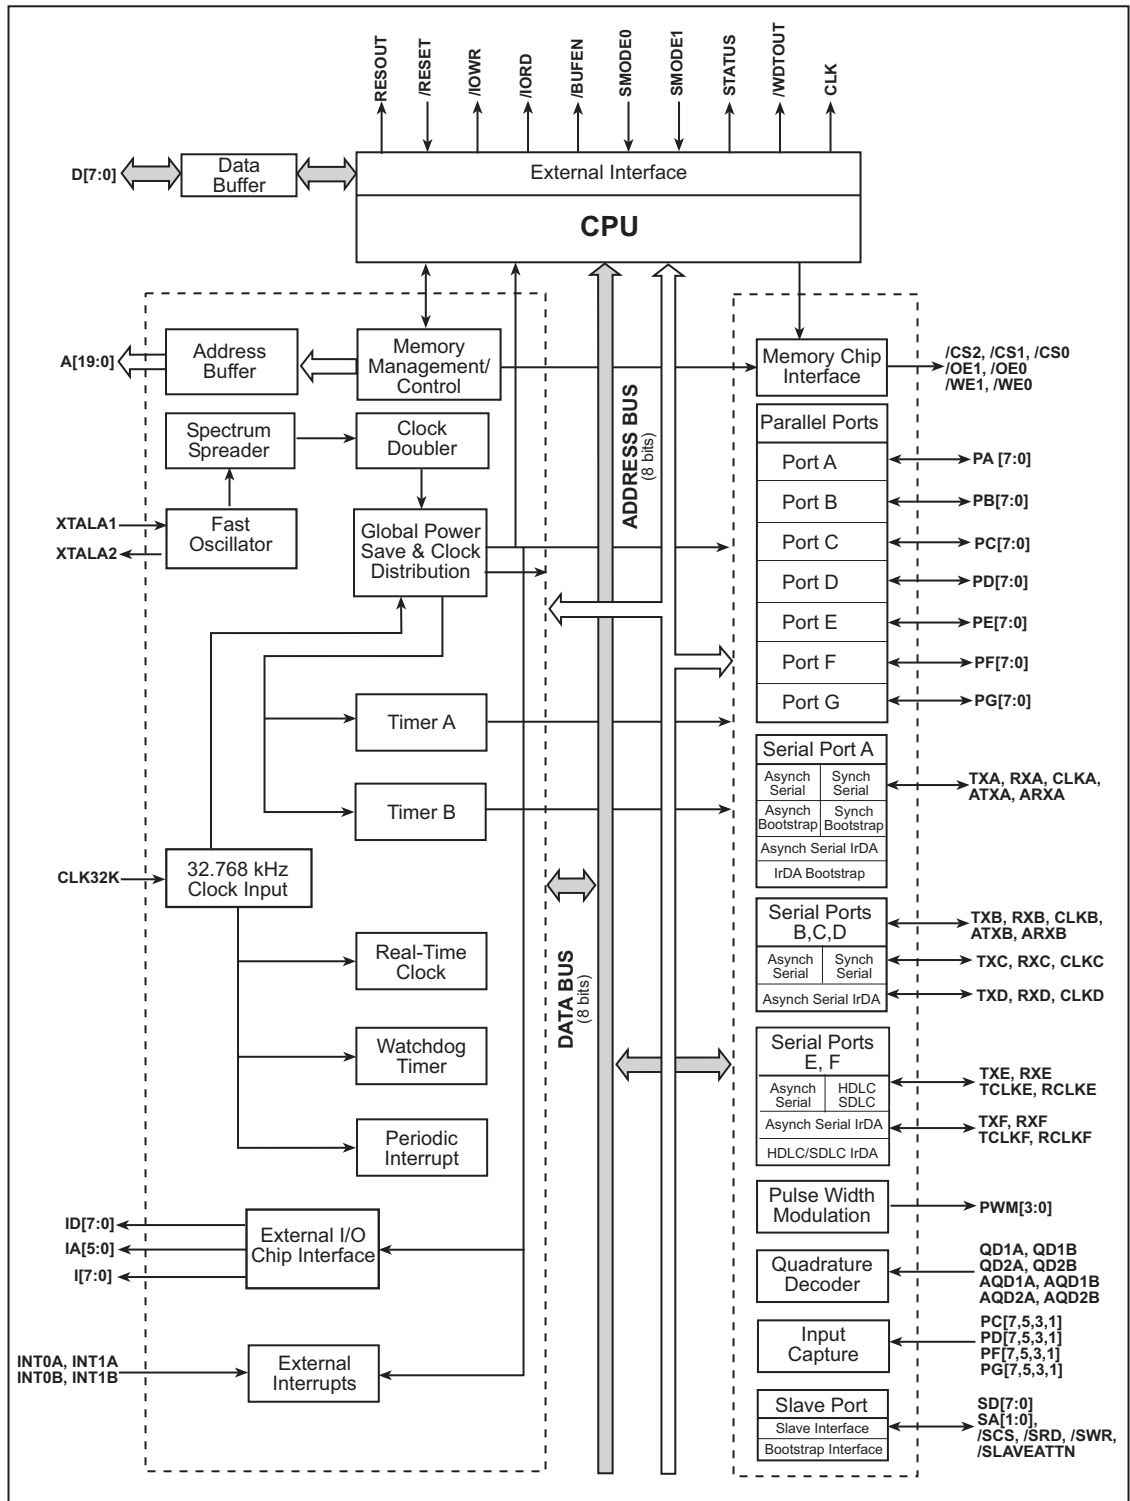 RESOUT
/RESET
/IOWR
/IORD
/BUFEN
SMODE0
SMODE1
STATUS
/WDTOUT
CLK
D[7:0]
Data
Buffer
External Interface
CPU
A[19:0]
Address
Buffer
Memory
Management/
Control
Memory Chip
Interface
/CS2, /CS1, /CS0
/OE1, /OE0
/WE1, /WE0
Spectrum
Spreader
Clock
Doubler
XTALA1
XTALA2
Fast
Oscillator
Global Power
Save & Clock
Distribution
ADDRESS BUS
(8 bits)
Parallel Ports
Port A
PA [7:0]
Port B
PB[7:0]
Port C
PC[7:0]
Port D
PD[7:0]
Port E
PE[7:0]
Port F
PF[7:0]
Port G
PG[7:0]
Timer A
Timer B
Serial Port A
Asynch
Serial
Synch
Serial
Asynch
Bootstrap
Synch
Bootstrap
Asynch Serial IrDA
IrDA Bootstrap
TXA, RXA, CLKA,
ATXA, ARXA
CLK32K
32.768 kHz
Clock Input
Real-Time
Clock
Watchdog
Timer
Periodic
Interrupt
DATA BUS
(8 bits)
Serial Ports
B,C,D
Asynch
Serial
Synch
Serial
Asynch Serial IrDA
TXB, RXB, CLKB,
ATXB, ARXB
TXC, RXC, CLKC
TXD, RXD, CLKD
Serial Ports
E, F
Asynch
Serial
HDLC
SDLC
Asynch Serial IrDA
HDLC/SDLC IrDA
TXE, RXE
TCLKE, RCLKE
TXF, RXF
TCLKF, RCLKF
ID[7:0]
IA[5:0]
I[7:0]
External I/O
Chip Interface
Pulse Width
Modulation
PWM[3:0]
Quadrature
Decoder
QD1A, QD1B
QD2A, QD2B
AQD1A, AQD1B
AQD2A, AQD2B
INT0A, INT1A
INT0B, INT1B
External
Interrupts
Input
Capture
PC[7,5,3,1]
PD[7,5,3,1]
PF[7,5,3,1]
PG[7,5,3,1]
Slave Port
Slave Interface
Bootstrap Interface
SD[7:0]
SA[1:0],
/SCS, /SRD, /SWR,
/SLAVEATTN